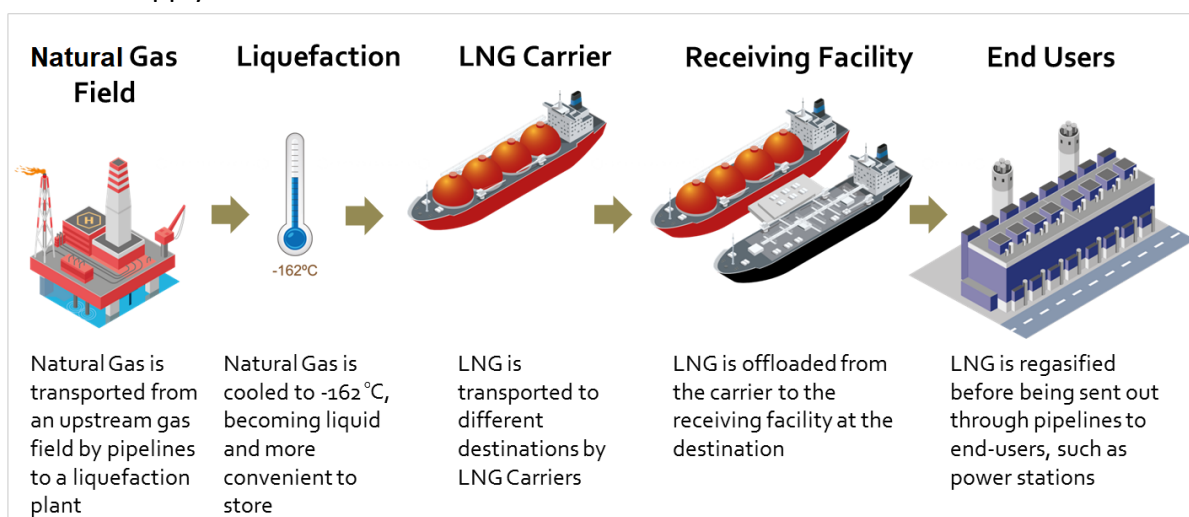 Natural Gas
Field
Liquefaction
LNG Carrier
Receiving Facility
End Users
H
-162ºC
Natural Gas is
transported from
an upstream gas
field by pipelines
to a liquefaction
plant
Natural Gas is
cooled to -162 °C,
becoming liquid
and more
convenient to
store
LNG is
transported to
different
destinations by
LNG Carriers
LNG is offloaded from
the carrier to the
receiving facility at the
destination
LNG is regasified
before being sent out
through pipelines to
end-users, such as
power stations